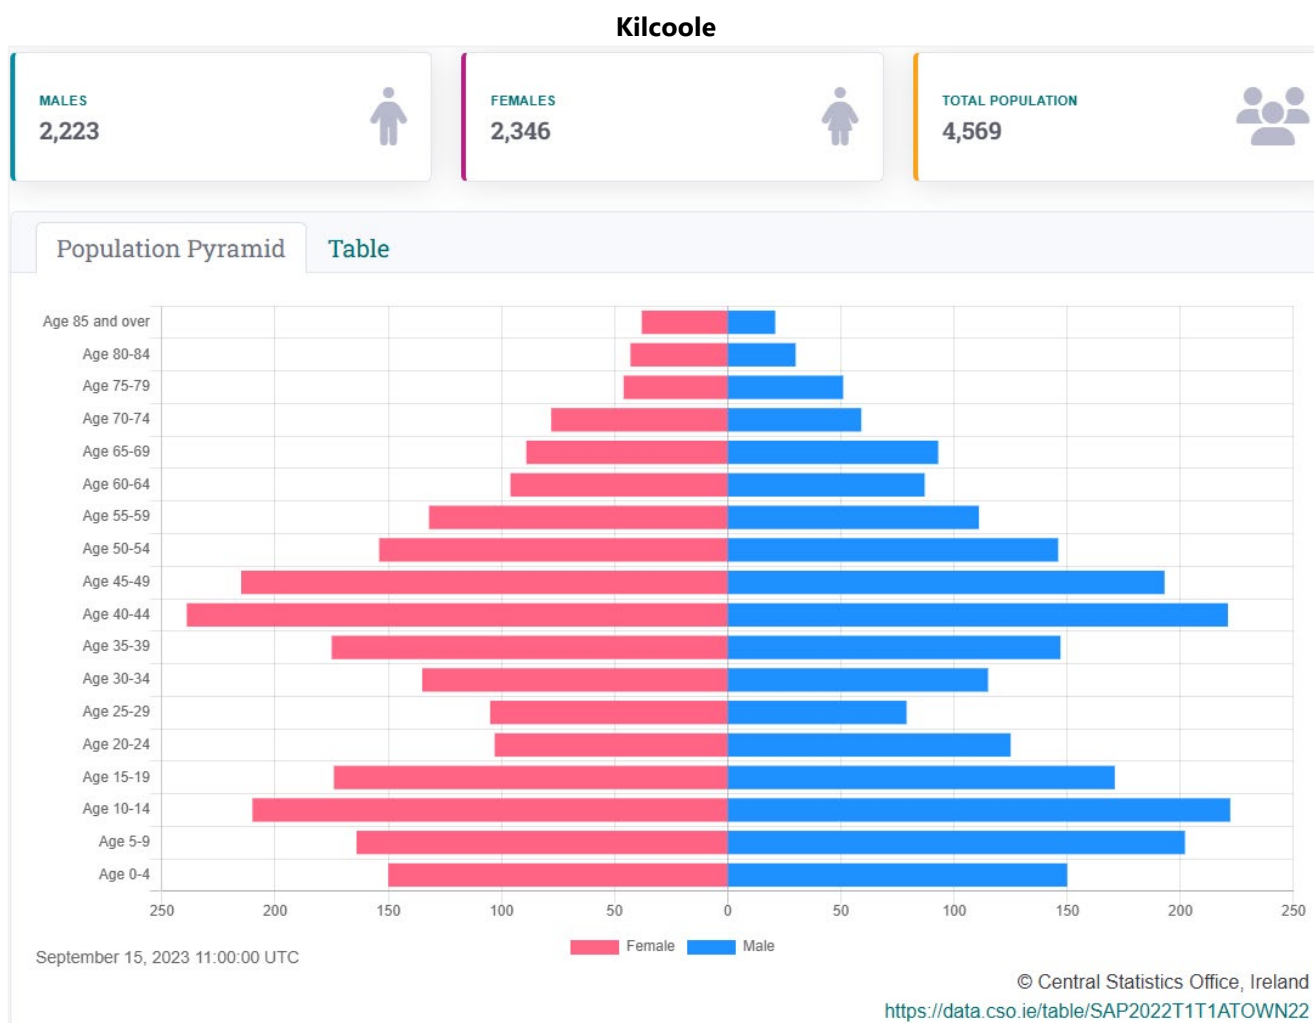 Kilcoole
MALES
2,223
FEMALES
2,346
TOTAL POPULATION
4,569
Population Pyramid Table
Age 85 and over
Age 80-84
Age 75-79
Age 70-74
Age 65-69
Age 60-64
Age 55-59
Age 50-54
Age 45-49
Age 40-44
Age 35-39
Age 30-34
Age 25-29
Age 20-24
Age 15-19
Age 10-14
Age 5-9
Age 0-4
250 200 150 100 50 0 50 100 150 200 250
Female Male
September 15, 2023 11:00:00 UTC
© Central Statistics Office, Ireland
https://data.cso.ie/table/SAP2022T1T1ATOWN22